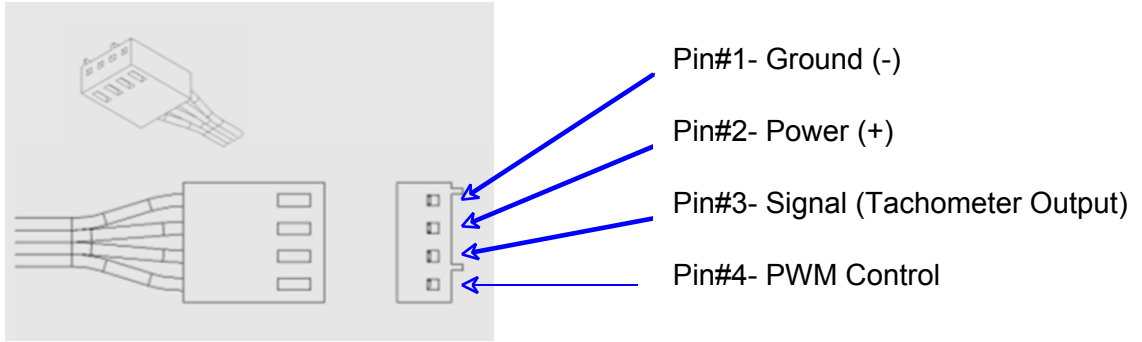 Pin#1- Ground (-)
Pin#2- Power (+)
Pin#3- Signal (Tachometer Output)
Pin#4- PWM Control